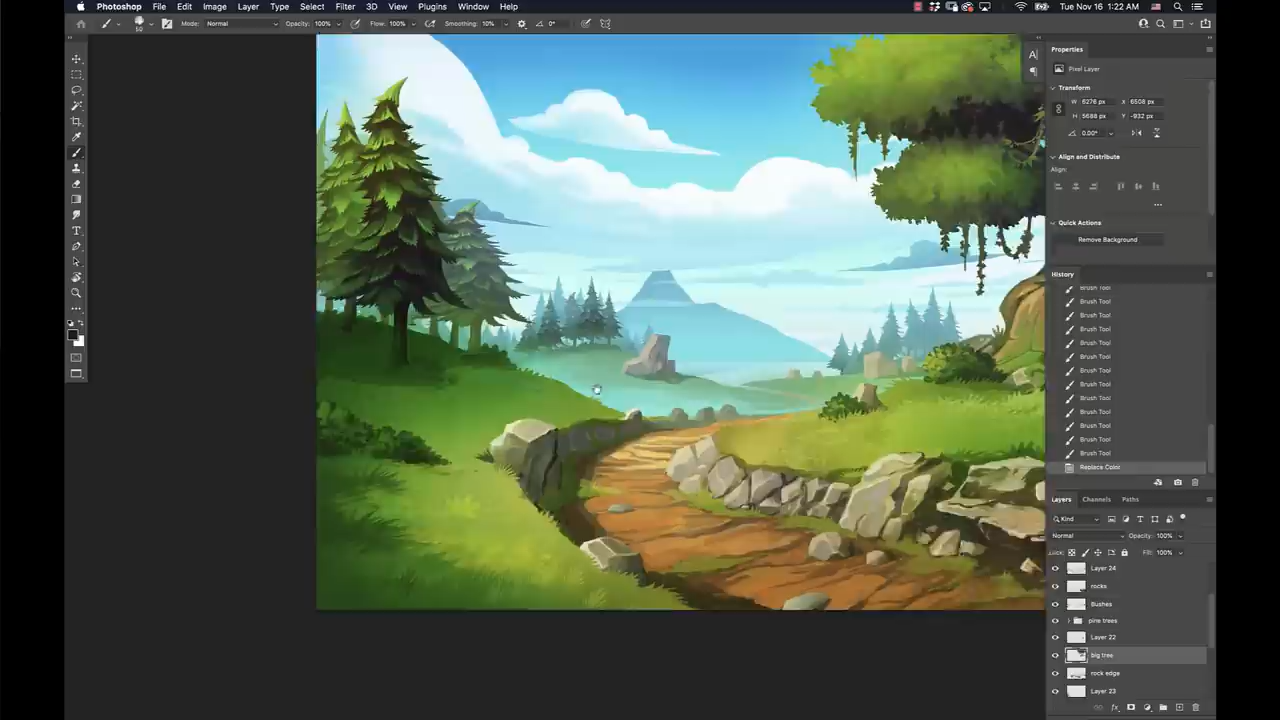 Photoshop File Edit Image Layer Type Select Filter 3D View Plugins Window Help Tue Nov 16 1:22 AM
50 Mode: Normal Opacity: 100% Flow: 100% Smoothing: 10% 0°
Properties
Pixel Layer
Transform
W 6276 px X 6508 px
H 5688 px Y -932 px
0.00°
Align and Distribute
Align:
Quick Actions
Remove Background
History
Brush Tool
Brush Tool
Brush Tool
Brush Tool
Brush Tool
Brush Tool
Brush Tool
Brush Tool
Brush Tool
Brush Tool
Brush Tool
Brush Tool
Brush Tool
Replace Color
Layers Channels Paths
Kind
Normal Opacity: 100%
Lock: Fill: 100%
Layer 24
rocks
Bushes
pine trees
Layer 22
big tree
rock edge
Layer 23